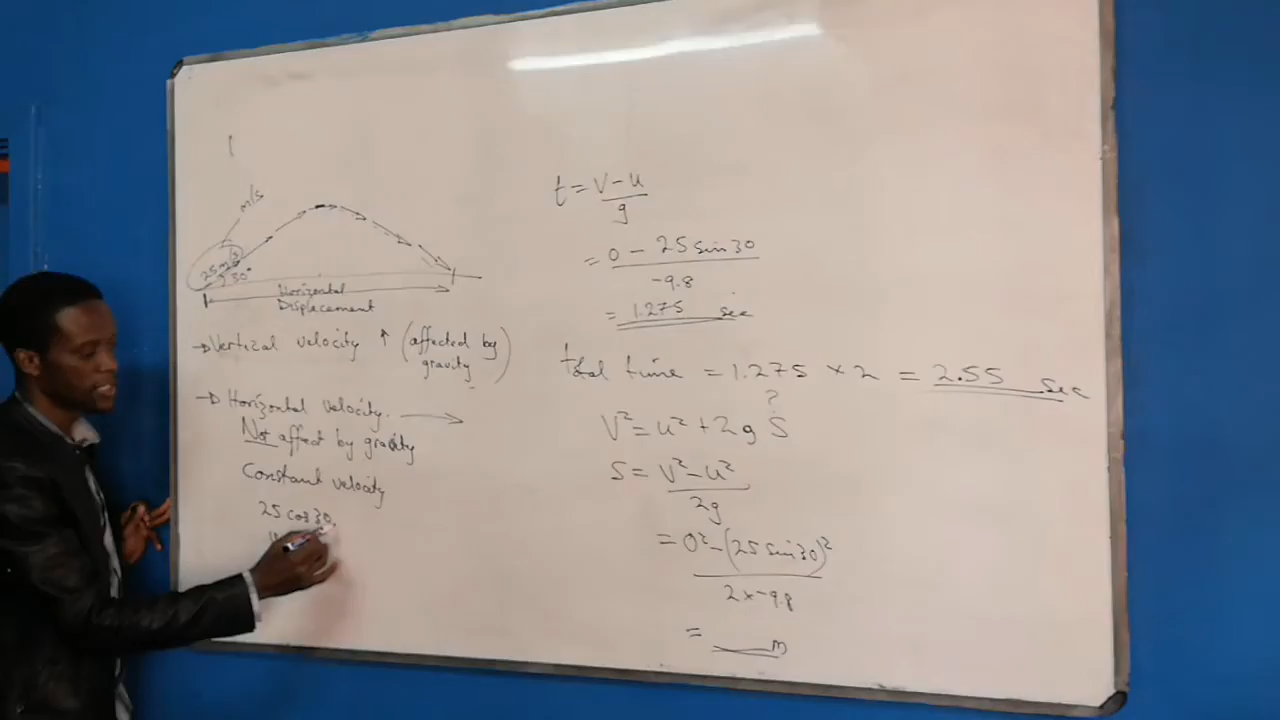 m/s
25m/s
30°
Horizontal
Displacement
→Vertical velocity ↑ (affected by
gravity)
→ Horizontal velocity. →
Not affect by gravity
Constant velocity
25 cos 30
t = V - u / g
= 0 - 25 sin 30 / -9.8
= 1.275 sec
total time = 1.275 × 2 = 2.55 sec
?
V² = u² + 2g S
S = V² - u² / 2g
= 0² - (25 sin 30)² / 2 x -9.8
= ___ m